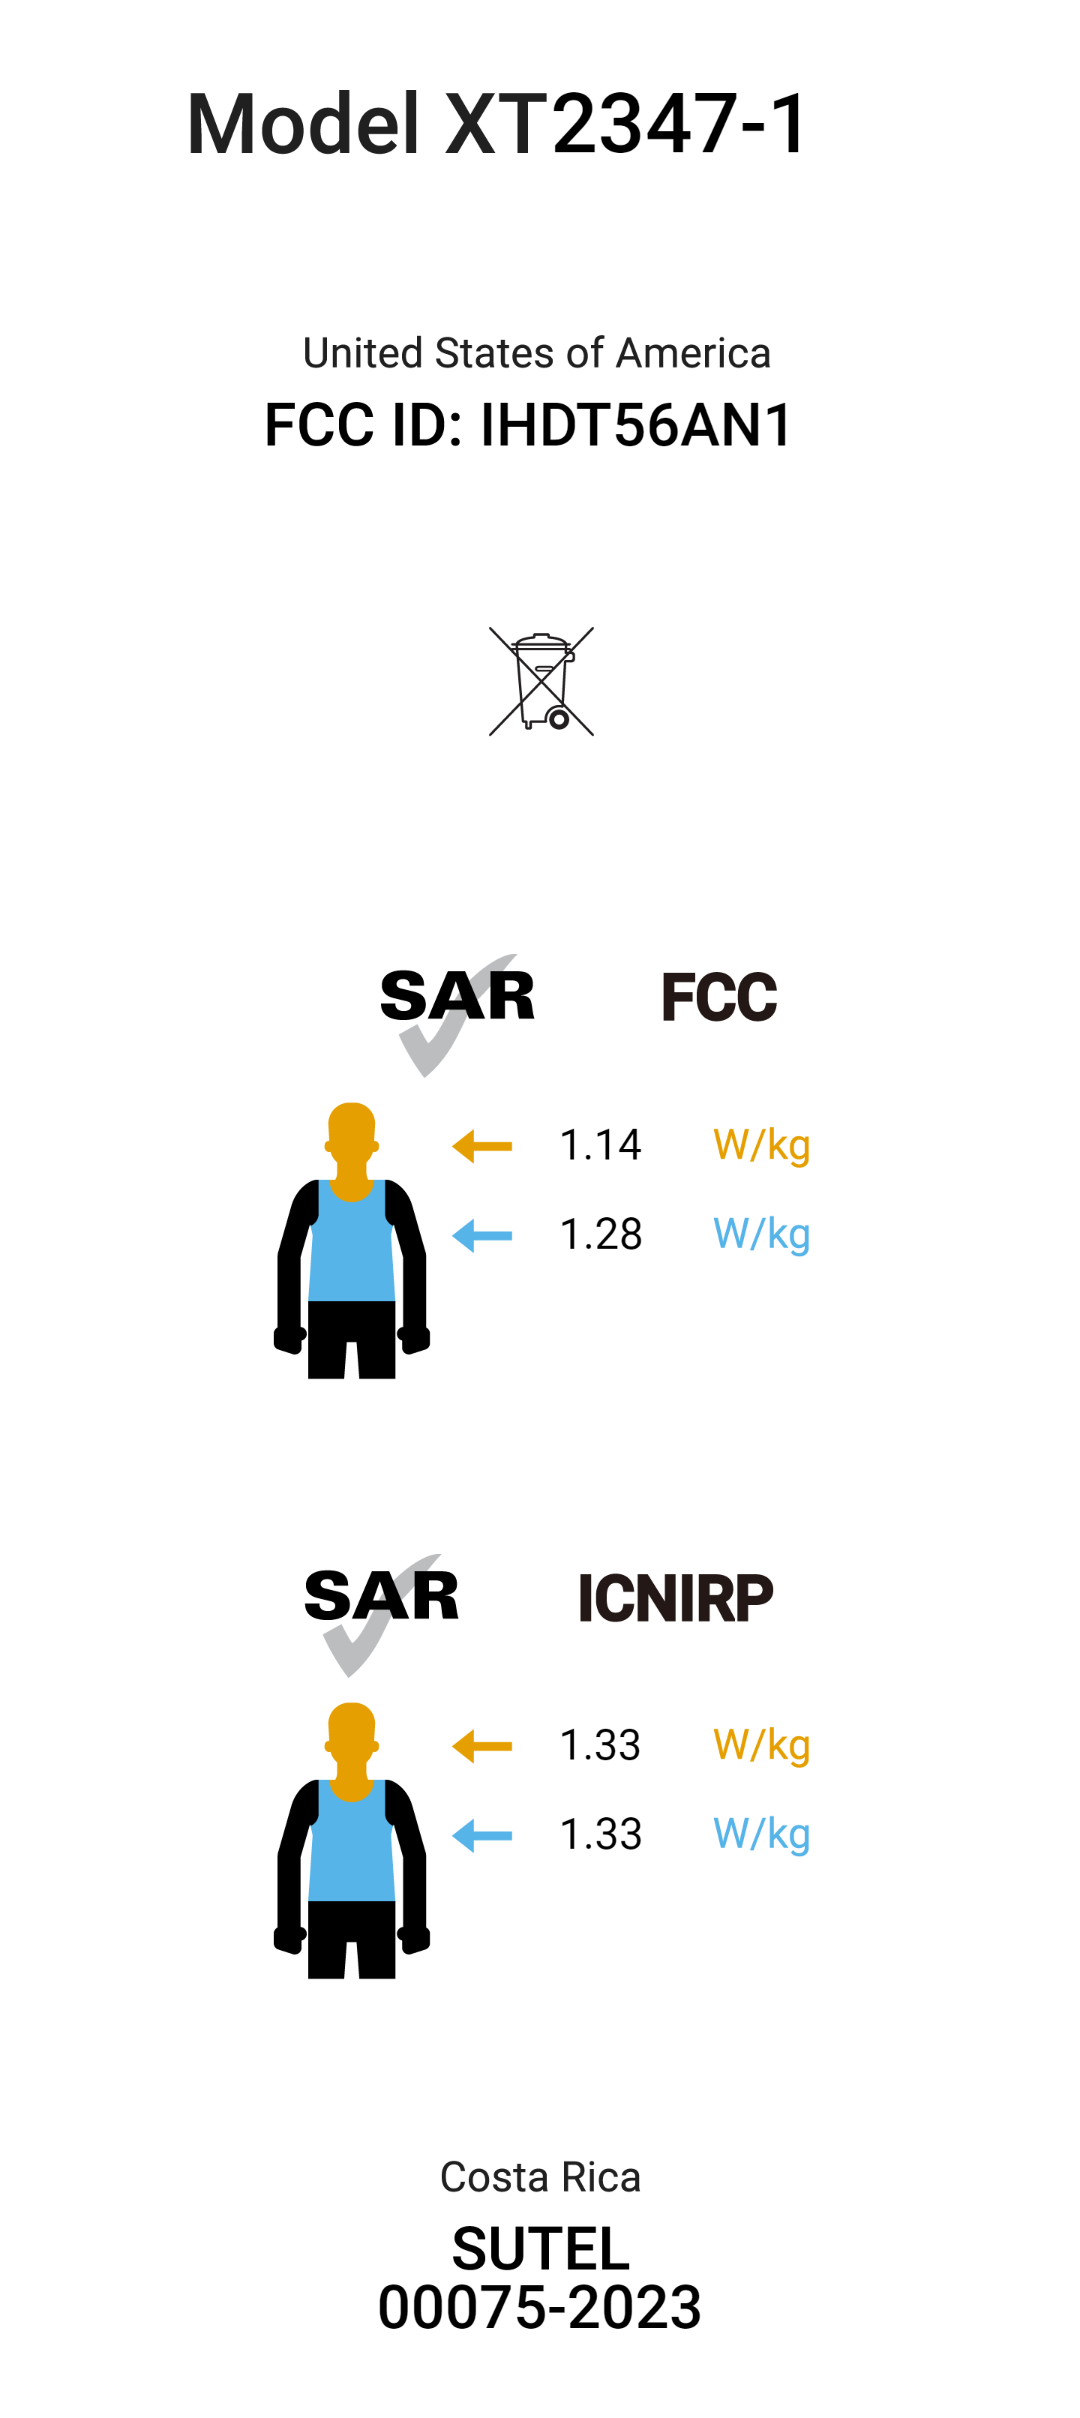 Model XT2347-1
United States of America
FCC ID: IHDT56AN1
SAR FCC
1.14 W/kg
1.28 W/kg
SAR ICNIRP
1.33 W/kg
1.33 W/kg
Costa Rica
SUTEL
00075-2023